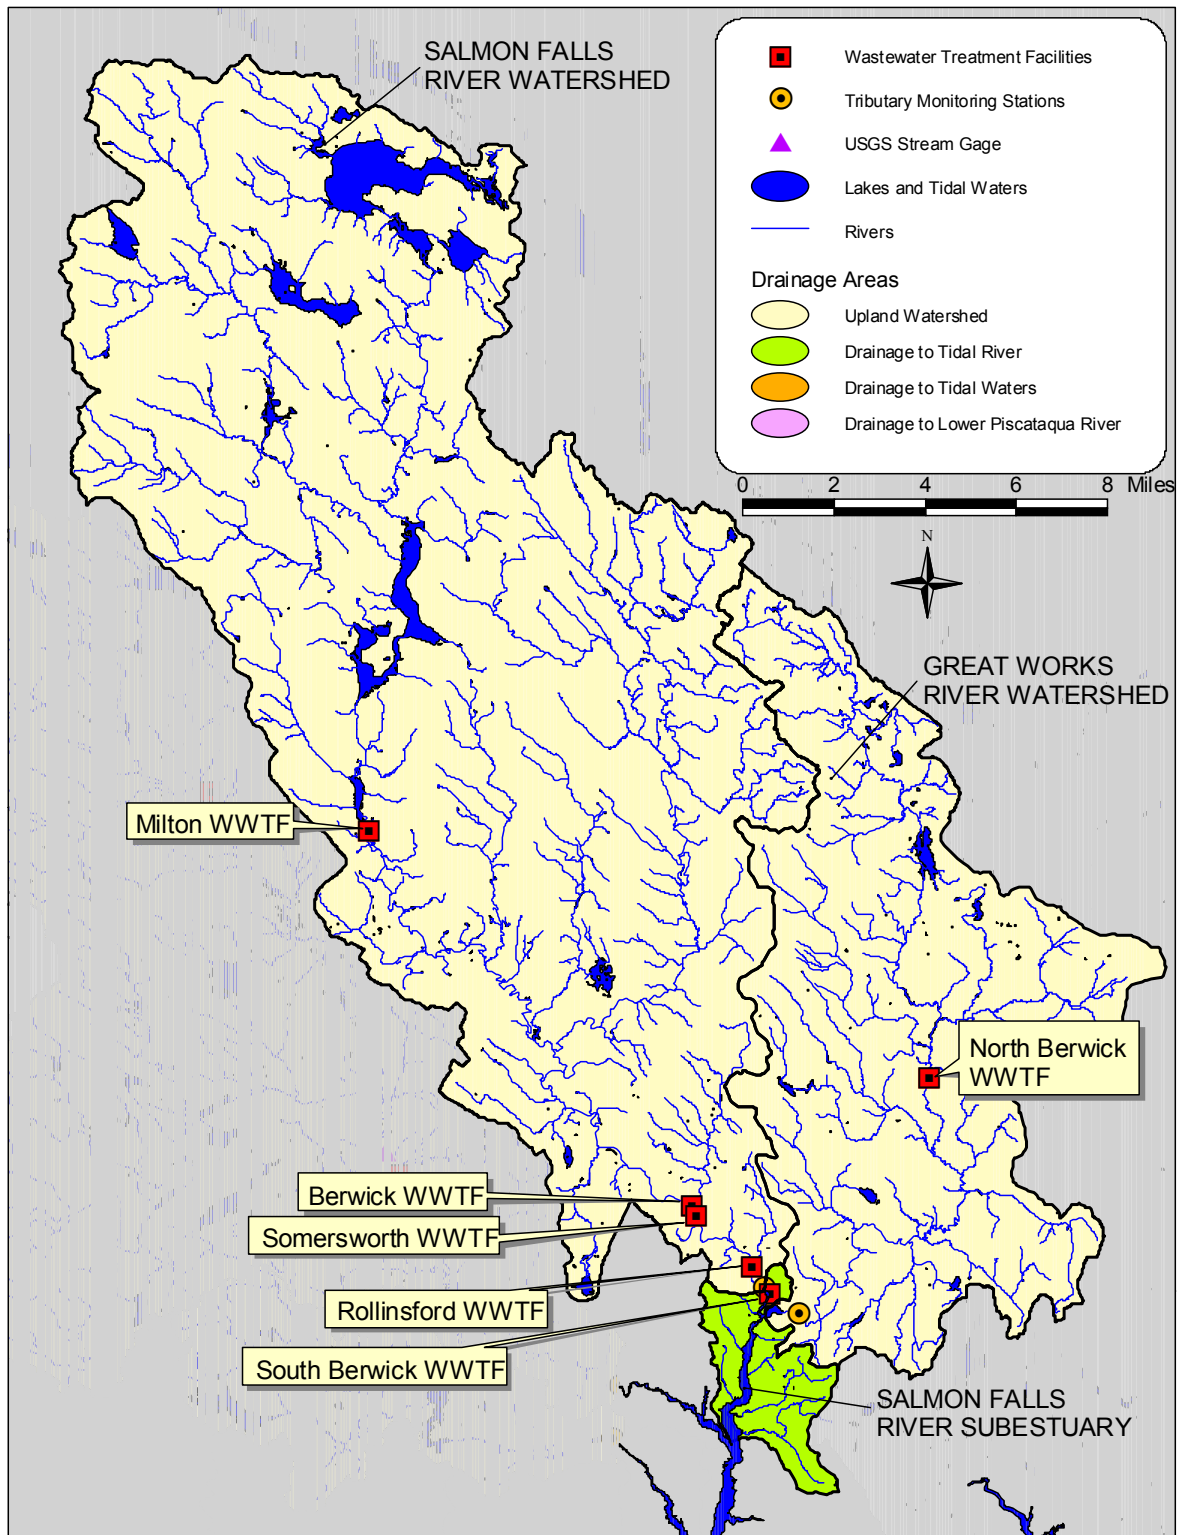 SALMON FALLS
RIVER WATERSHED
Wastewater Treatment Facilities
Tributary Monitoring Stations
USGS Stream Gage
Lakes and Tidal Waters
Rivers
Drainage Areas
Upland Watershed
Drainage to Tidal River
Drainage to Tidal Waters
Drainage to Lower Piscataqua River
0 2 4 6 8 Miles
N
GREAT WORKS
RIVER WATERSHED
Milton WWTF
North Berwick
WWTF
Berwick WWTF
Somersworth WWTF
Rollinsford WWTF
South Berwick WWTF
SALMON FALLS
RIVER SUBESTUARY